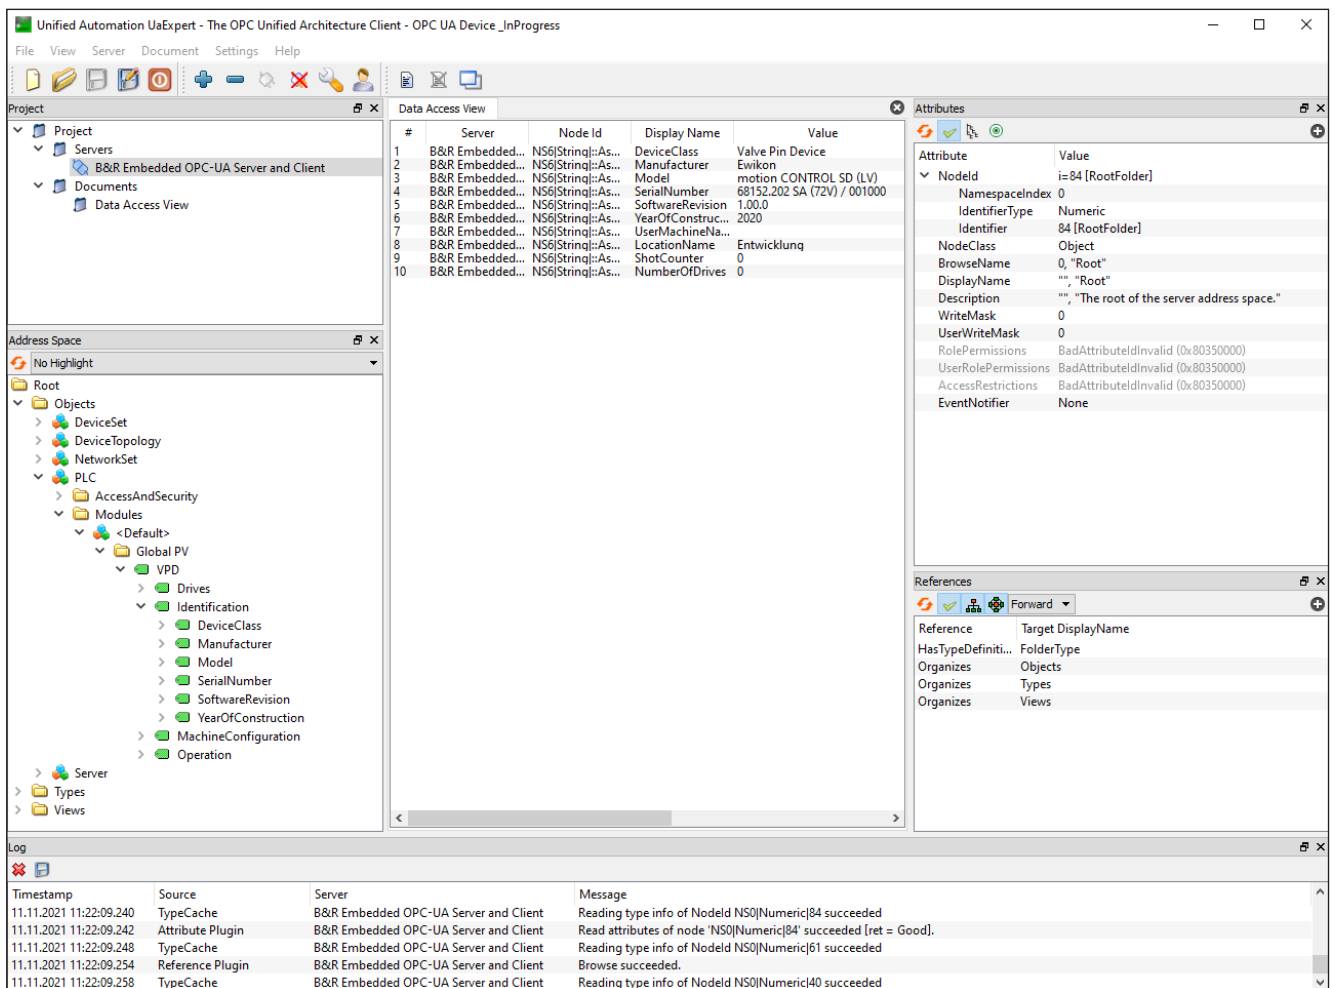 Unified Automation UaExpert - The OPC Unified Architecture Client - OPC UA Device _InProgress
File View Server Document Settings Help
Project
Project
Servers
B&R Embedded OPC-UA Server and Client
Documents
Data Access View
Address Space
No Highlight
Root
Objects
DeviceSet
DeviceTopology
NetworkSet
PLC
AccessAndSecurity
Modules
<Default>
Global PV
VPD
Drives
Identification
DeviceClass
Manufacturer
Model
SerialNumber
SoftwareRevision
YearOfConstruction
MachineConfiguration
Operation
Server
Types
Views
Data Access View
# Server Node Id Display Name Value
1 B&R Embedded... NS6|String|::As... DeviceClass Valve Pin Device
2 B&R Embedded... NS6|String|::As... Manufacturer Ewikon
3 B&R Embedded... NS6|String|::As... Model motion CONTROL SD (LV)
4 B&R Embedded... NS6|String|::As... SerialNumber 68152.202 SA (72V) / 001000
5 B&R Embedded... NS6|String|::As... SoftwareRevision 1.00.0
6 B&R Embedded... NS6|String|::As... YearOfConstruc... 2020
7 B&R Embedded... NS6|String|::As... UserMachineNa...
8 B&R Embedded... NS6|String|::As... LocationName Entwicklung
9 B&R Embedded... NS6|String|::As... ShotCounter 0
10 B&R Embedded... NS6|String|::As... NumberOfDrives 0
Attributes
Attribute Value
NodeId i=84 [RootFolder]
NamespaceIndex 0
IdentifierType Numeric
Identifier 84 [RootFolder]
NodeClass Object
BrowseName 0, "Root"
DisplayName "", "Root"
Description "", "The root of the server address space."
WriteMask 0
UserWriteMask 0
RolePermissions BadAttributeIdInvalid (0x80350000)
UserRolePermissions BadAttributeIdInvalid (0x80350000)
AccessRestrictions BadAttributeIdInvalid (0x80350000)
EventNotifier None
References
Forward
Reference Target DisplayName
HasTypeDefiniti... FolderType
Organizes Objects
Organizes Types
Organizes Views
Log
Timestamp Source Server Message
11.11.2021 11:22:09.240 TypeCache B&R Embedded OPC-UA Server and Client Reading type info of NodeId NS0|Numeric|84 succeeded
11.11.2021 11:22:09.242 Attribute Plugin B&R Embedded OPC-UA Server and Client Read attributes of node 'NS0|Numeric|84' succeeded [ret = Good].
11.11.2021 11:22:09.248 TypeCache B&R Embedded OPC-UA Server and Client Reading type info of NodeId NS0|Numeric|61 succeeded
11.11.2021 11:22:09.254 Reference Plugin B&R Embedded OPC-UA Server and Client Browse succeeded.
11.11.2021 11:22:09.258 TypeCache B&R Embedded OPC-UA Server and Client Reading type info of NodeId NS0|Numeric|40 succeeded